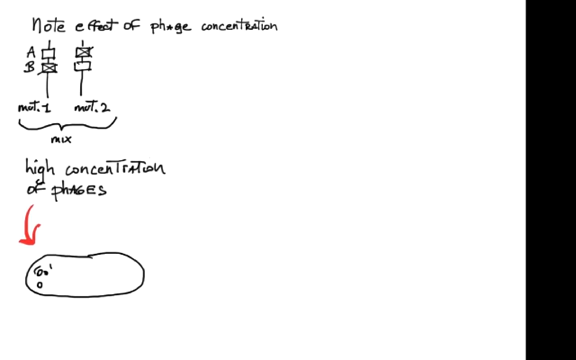 Note effect of phage concentration
A
B
mut.1 mut.2
mix
high concentration
of phages